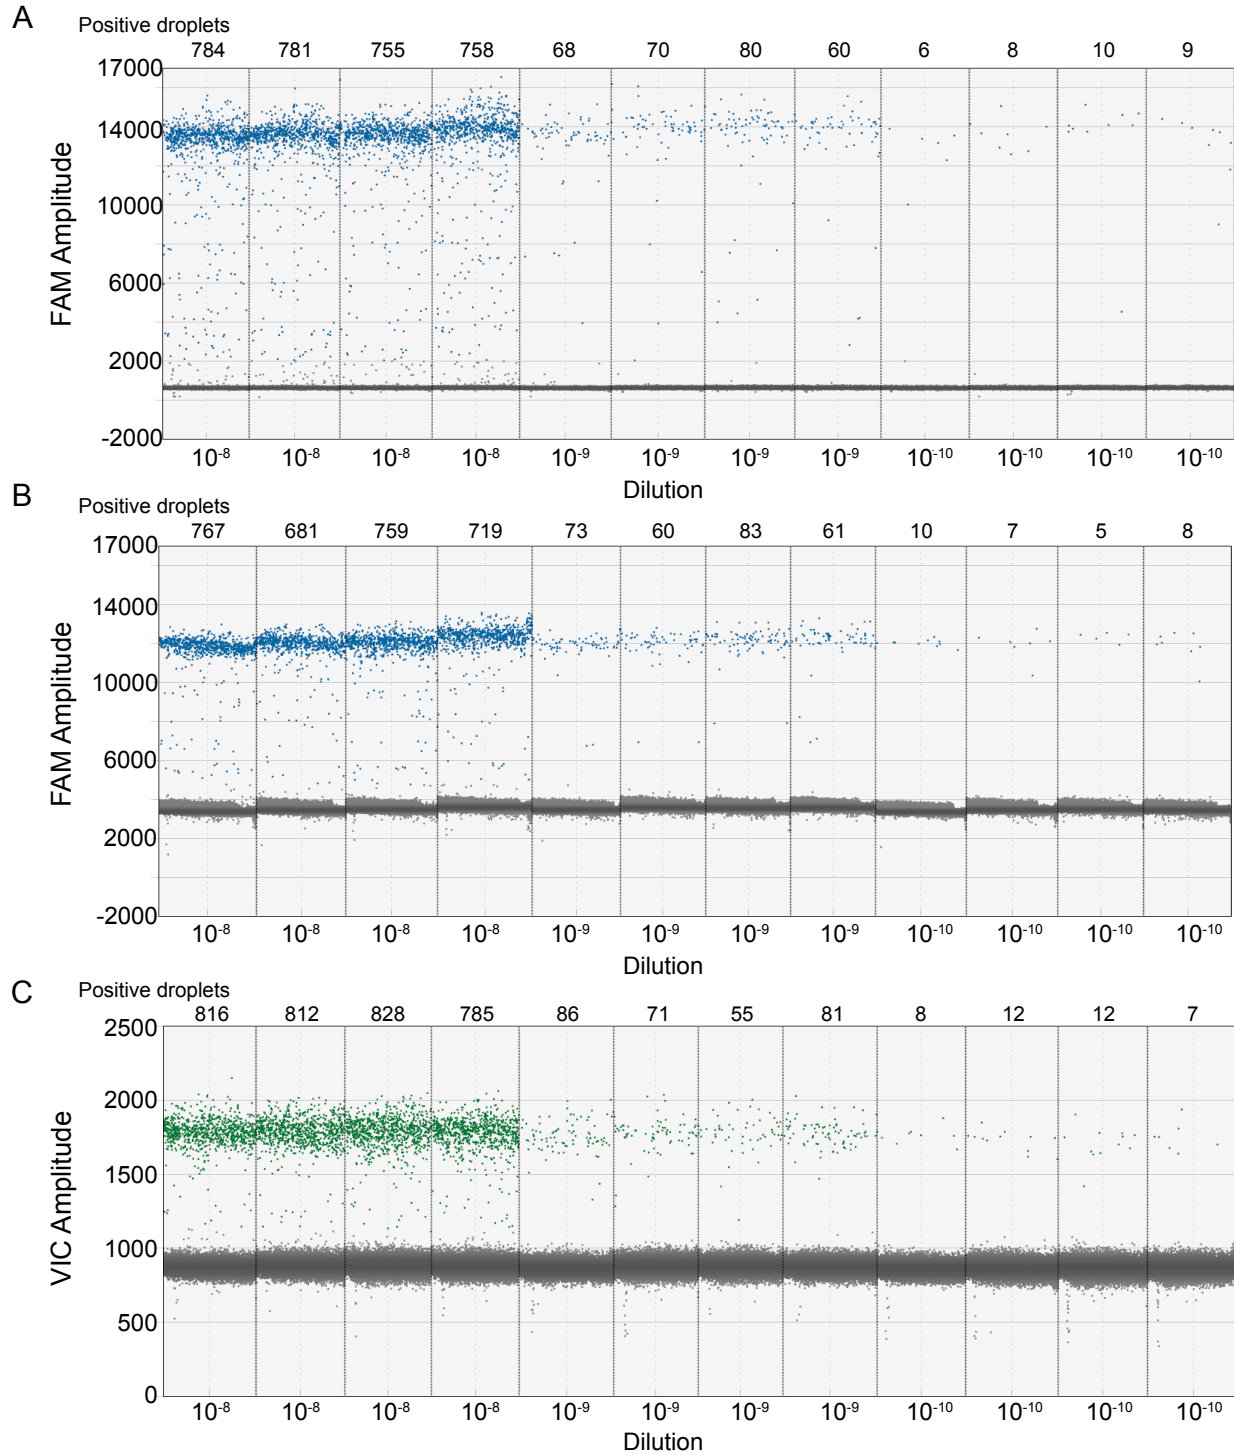 A
Positive droplets
784 781 755 758 68 70 80 60 6 8 10 9
17000
14000
10000
6000
2000
-2000
FAM Amplitude
10⁻⁸ 10⁻⁸ 10⁻⁸ 10⁻⁸ 10⁻⁹ 10⁻⁹ 10⁻⁹ 10⁻⁹ 10⁻¹⁰ 10⁻¹⁰ 10⁻¹⁰ 10⁻¹⁰
Dilution
B
Positive droplets
767 681 759 719 73 60 83 61 10 7 5 8
17000
14000
10000
6000
2000
-2000
FAM Amplitude
10⁻⁸ 10⁻⁸ 10⁻⁸ 10⁻⁸ 10⁻⁹ 10⁻⁹ 10⁻⁹ 10⁻⁹ 10⁻¹⁰ 10⁻¹⁰ 10⁻¹⁰ 10⁻¹⁰
Dilution
C
Positive droplets
816 812 828 785 86 71 55 81 8 12 12 7
2500
2000
1500
1000
500
0
VIC Amplitude
10⁻⁸ 10⁻⁸ 10⁻⁸ 10⁻⁸ 10⁻⁹ 10⁻⁹ 10⁻⁹ 10⁻⁹ 10⁻¹⁰ 10⁻¹⁰ 10⁻¹⁰ 10⁻¹⁰
Dilution